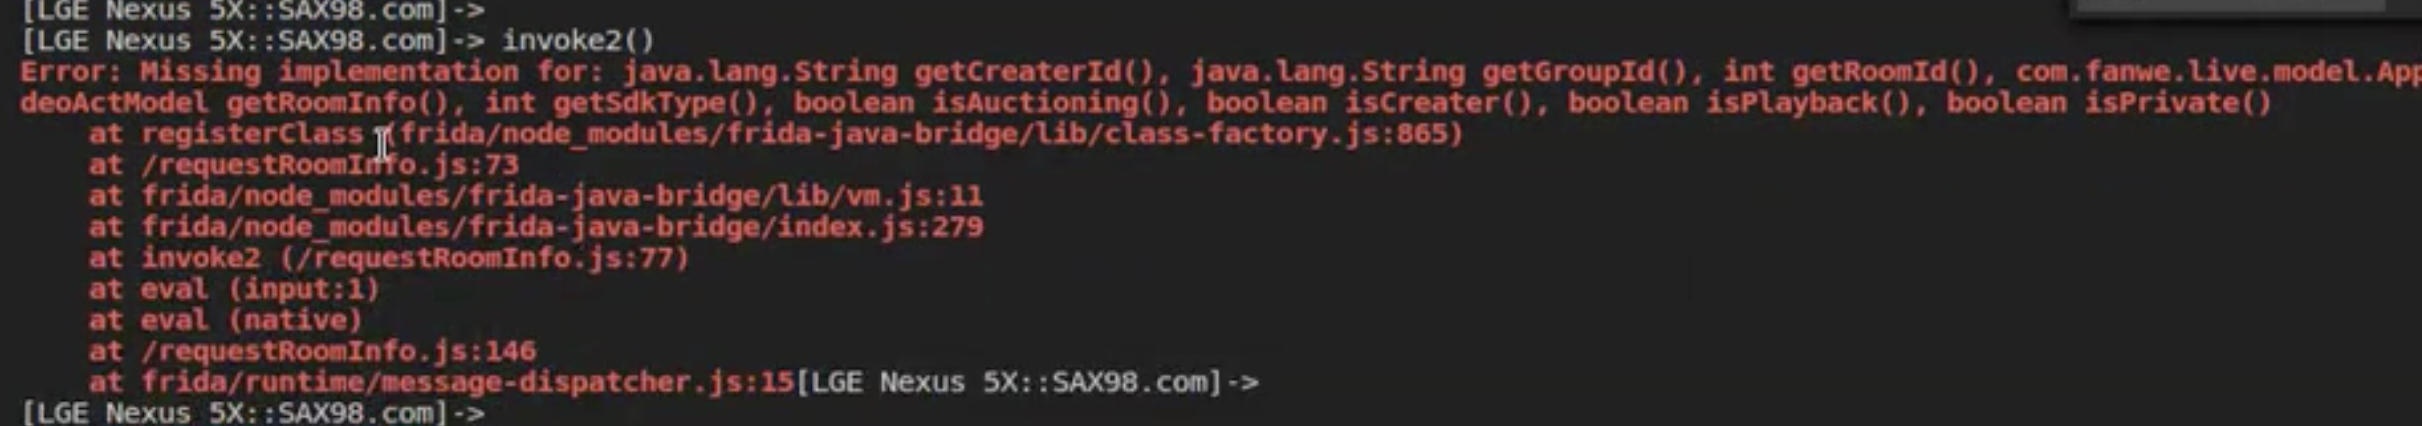 [LGE Nexus 5X::SAX98.com]->
[LGE Nexus 5X::SAX98.com]-> invoke2()
Error: Missing implementation for: java.lang.String getCreaterId(), java.lang.String getGroupId(), int getRoomId(), com.fanwe.live.model.App
deoActModel getRoomInfo(), int getSdkType(), boolean isAuctioning(), boolean isCreater(), boolean isPlayback(), boolean isPrivate()
    at registerClass (frida/node_modules/frida-java-bridge/lib/class-factory.js:865)
    at /requestRoomInfo.js:73
    at frida/node_modules/frida-java-bridge/lib/vm.js:11
    at frida/node_modules/frida-java-bridge/index.js:279
    at invoke2 (/requestRoomInfo.js:77)
    at eval (input:1)
    at eval (native)
    at /requestRoomInfo.js:146
    at frida/runtime/message-dispatcher.js:15[LGE Nexus 5X::SAX98.com]->
[LGE Nexus 5X::SAX98.com]->